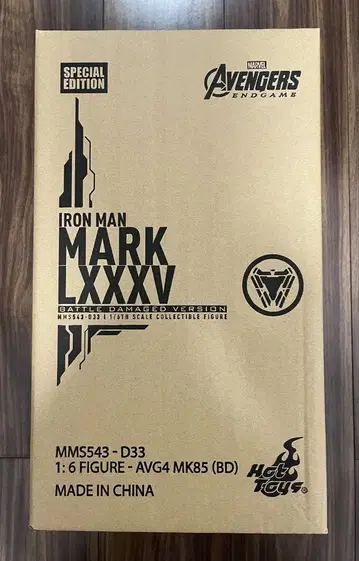 SPECIAL
EDITION
MARVEL
AVENGERS
ENDGAME
IRON MAN
MARK
LXXXV
BATTLE DAMAGED VERSION
MMS543-D33 | 1/6TH SCALE COLLECTIBLE FIGURE
MMS543 - D33
1: 6 FIGURE - AVG4 MK85 (BD)
MADE IN CHINA
Hot
Toys®